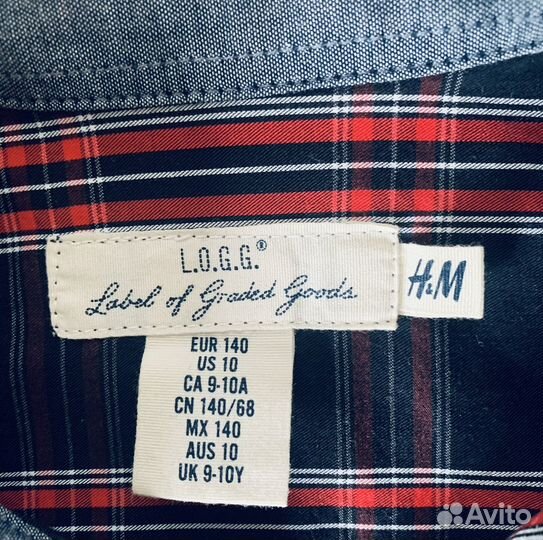 L.O.G.G.®
Label of Graded Goods
H&M
EUR 140
US 10
CA 9-10A
CN 140/68
MX 140
AUS 10
UK 9-10Y
Avito